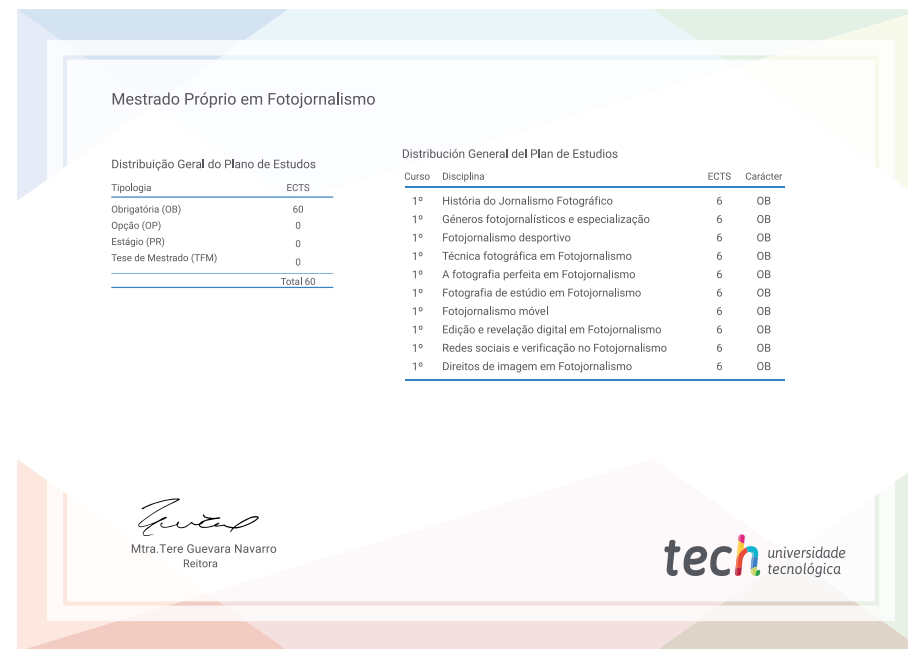 Mestrado Próprio em Fotojornalismo
Distribuição Geral do Plano de Estudos
Tipologia ECTS
Obrigatória (OB) 60
Opção (OP) 0
Estágio (PR) 0
Tese de Mestrado (TFM) 0
Total 60
Distribución General del Plan de Estudios
Curso Disciplina ECTS Carácter
1º História do Jornalismo Fotográfico 6 OB
1º Géneros fotojornalísticos e especialização 6 OB
1º Fotojornalismo desportivo 6 OB
1º Técnica fotográfica em Fotojornalismo 6 OB
1º A fotografia perfeita em Fotojornalismo 6 OB
1º Fotografia de estúdio em Fotojornalismo 6 OB
1º Fotojornalismo móvel 6 OB
1º Edição e revelação digital em Fotojornalismo 6 OB
1º Redes sociais e verificação no Fotojornalismo 6 OB
1º Direitos de imagem em Fotojornalismo 6 OB
Mtra.Tere Guevara Navarro
Reitora
tech universidade
tecnológica